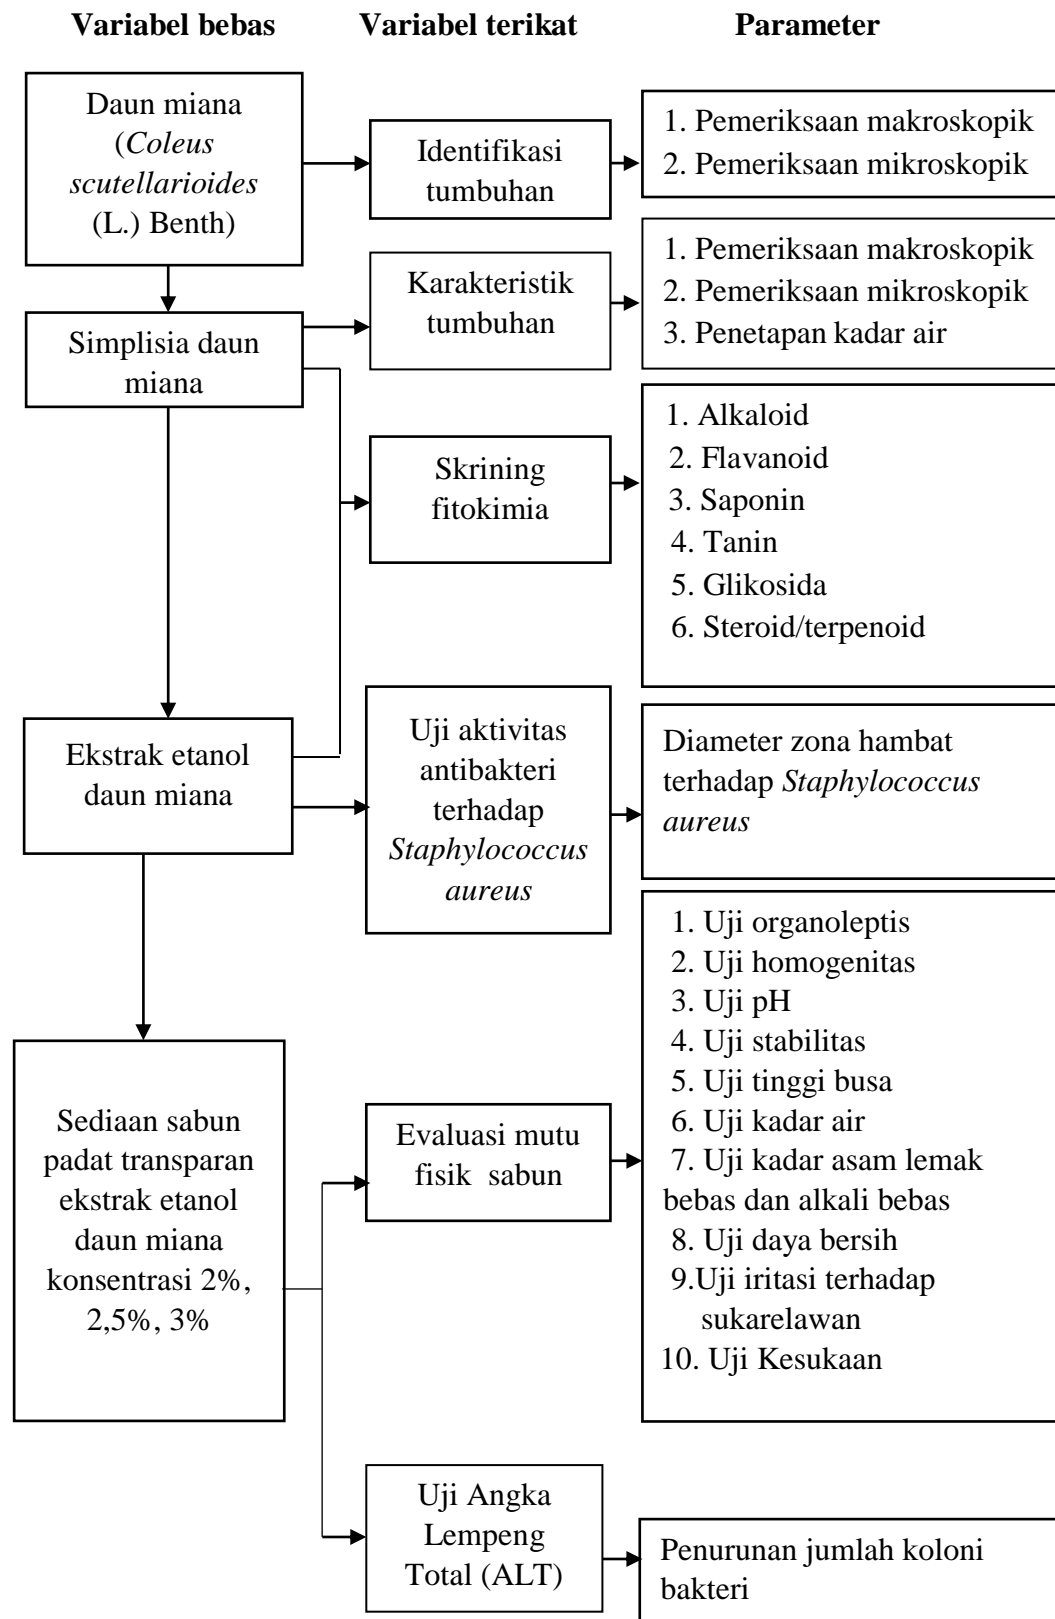 Variabel bebas
Variabel terikat
Parameter
Daun miana
(Coleus
scutellarioides
(L.) Benth)
Identifikasi
tumbuhan
1. Pemeriksaan makroskopik
2. Pemeriksaan mikroskopik
Simplisia daun
miana
Karakteristik
tumbuhan
1. Pemeriksaan makroskopik
2. Pemeriksaan mikroskopik
3. Penetapan kadar air
Skrining
fitokimia
1. Alkaloid
2. Flavanoid
3. Saponin
4. Tanin
5. Glikosida
6. Steroid/terpenoid
Ekstrak etanol
daun miana
Uji aktivitas
antibakteri
terhadap
Staphylococcus
aureus
Diameter zona hambat
terhadap Staphylococcus
aureus
Sediaan sabun
padat transparan
ekstrak etanol
daun miana
konsentrasi 2%,
2,5%, 3%
Evaluasi mutu
fisik  sabun
1. Uji organoleptis
2. Uji homogenitas
3. Uji pH
4. Uji stabilitas
5. Uji tinggi busa
6. Uji kadar air
7. Uji kadar asam lemak
bebas dan alkali bebas
8. Uji daya bersih
9.Uji iritasi terhadap
sukarelawan
10. Uji Kesukaan
Uji Angka
Lempeng
Total (ALT)
Penurunan jumlah koloni
bakteri